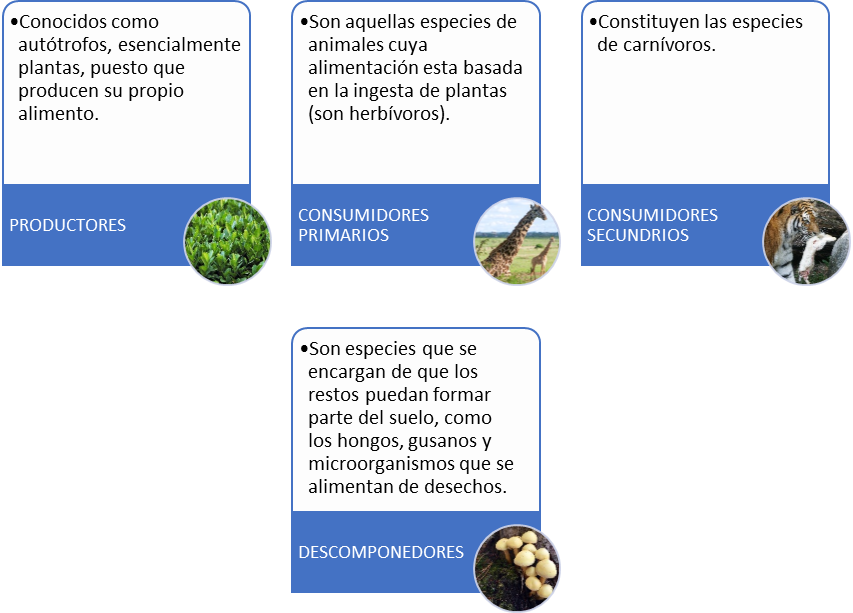 •Conocidos como
autótrofos, esencialmente
plantas, puesto que
producen su propio
alimento.
PRODUCTORES
•Son aquellas especies de
animales cuya
alimentación esta basada
en la ingesta de plantas
(son herbívoros).
CONSUMIDORES
PRIMARIOS
•Constituyen las especies
de carnívoros.
CONSUMIDORES
SECUNDRIOS
•Son especies que se
encargan de que los
restos puedan formar
parte del suelo, como
los hongos, gusanos y
microorganismos que se
alimentan de desechos.
DESCOMPONEDORES